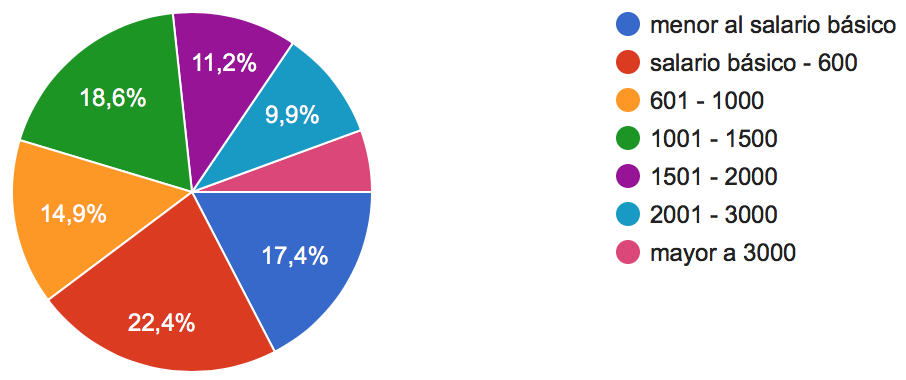 11,2%
9,9%
18,6%
14,9%
17,4%
22,4%
menor al salario básico
salario básico - 600
601 - 1000
1001 - 1500
1501 - 2000
2001 - 3000
mayor a 3000